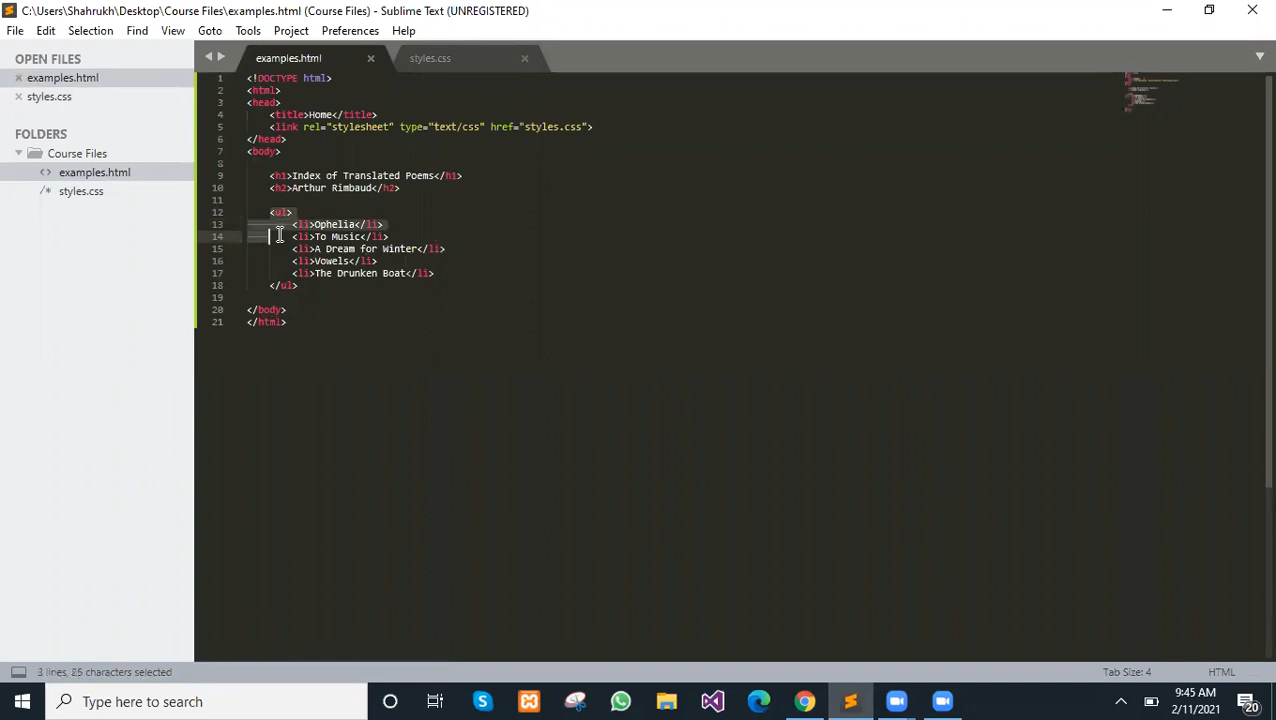 C:\Users\Shahrukh\Desktop\Course Files\examples.html (Course Files) - Sublime Text (UNREGISTERED)
File Edit Selection Find View Goto Tools Project Preferences Help
OPEN FILES
examples.html
styles.css
FOLDERS
Course Files
<> examples.html
/* styles.css
examples.html styles.css
1 <!DOCTYPE html>
2 <html>
3 <head>
4 <title>Home</title>
5 <link rel="stylesheet" type="text/css" href="styles.css">
6 </head>
7 <body>
8
9 <h1>Index of Translated Poems</h1>
10 <h2>Arthur Rimbaud</h2>
11
12 <ul>
13 <li>Ophelia</li>
14 <li>To Music</li>
15 <li>A Dream for Winter</li>
16 <li>Vowels</li>
17 <li>The Drunken Boat</li>
18 </ul>
19
20 </body>
21 </html>
3 lines, 85 characters selected
Tab Size: 4 HTML
Type here to search
9:45 AM
2/11/2021
20